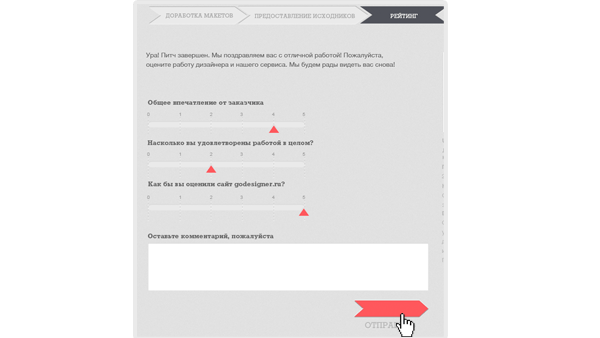 ДОРАБОТКА МАКЕТОВ
ПРЕДОСТАВЛЕНИЕ ИСХОДНИКОВ
РЕЙТИНГ
Ура! Питч завершен. Мы поздравляем вас с отличной работой! Пожалуйста,
оцените работу дизайнера и нашего сервиса. Мы будем рады видеть вас снова!
Общее впечатление от заказчика
0 1 2 3 4 5
Насколько вы удовлетворены работой в целом?
0 1 2 3 4 5
Как бы вы оценили сайт godesigner.ru?
0 1 2 3 4 5
Оставьте комментарий, пожалуйста